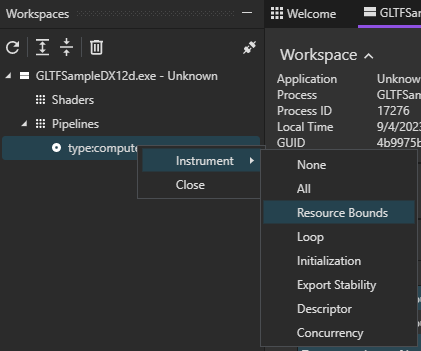 Workspaces
GLTFSampleDX12d.exe - Unknown
Shaders
Pipelines
type:compute
Instrument
Close
Welcome
GLTFSam
Workspace
Application Unknown
Process GLTFSam
Process ID 17276
Local Time 9/4/2023
GUID 4b9975b
None
All
Resource Bounds
Loop
Initialization
Export Stability
Descriptor
Concurrency